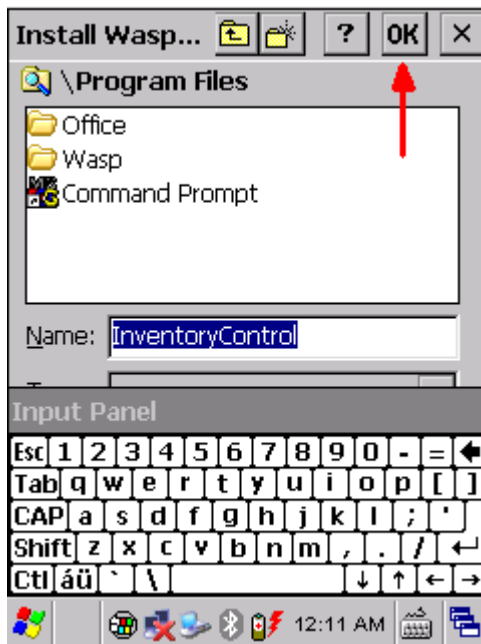 Install Wasp... ? OK ×
\Program Files
Office
Wasp
Command Prompt
Name: InventoryControl
Input Panel
Esc 1 2 3 4 5 6 7 8 9 0 - =
Tab q w e r t y u i o p [ ]
CAP a s d f g h j k l ; '
Shift z x c v b n m , . /
Ctl áü ` \
12:11 AM